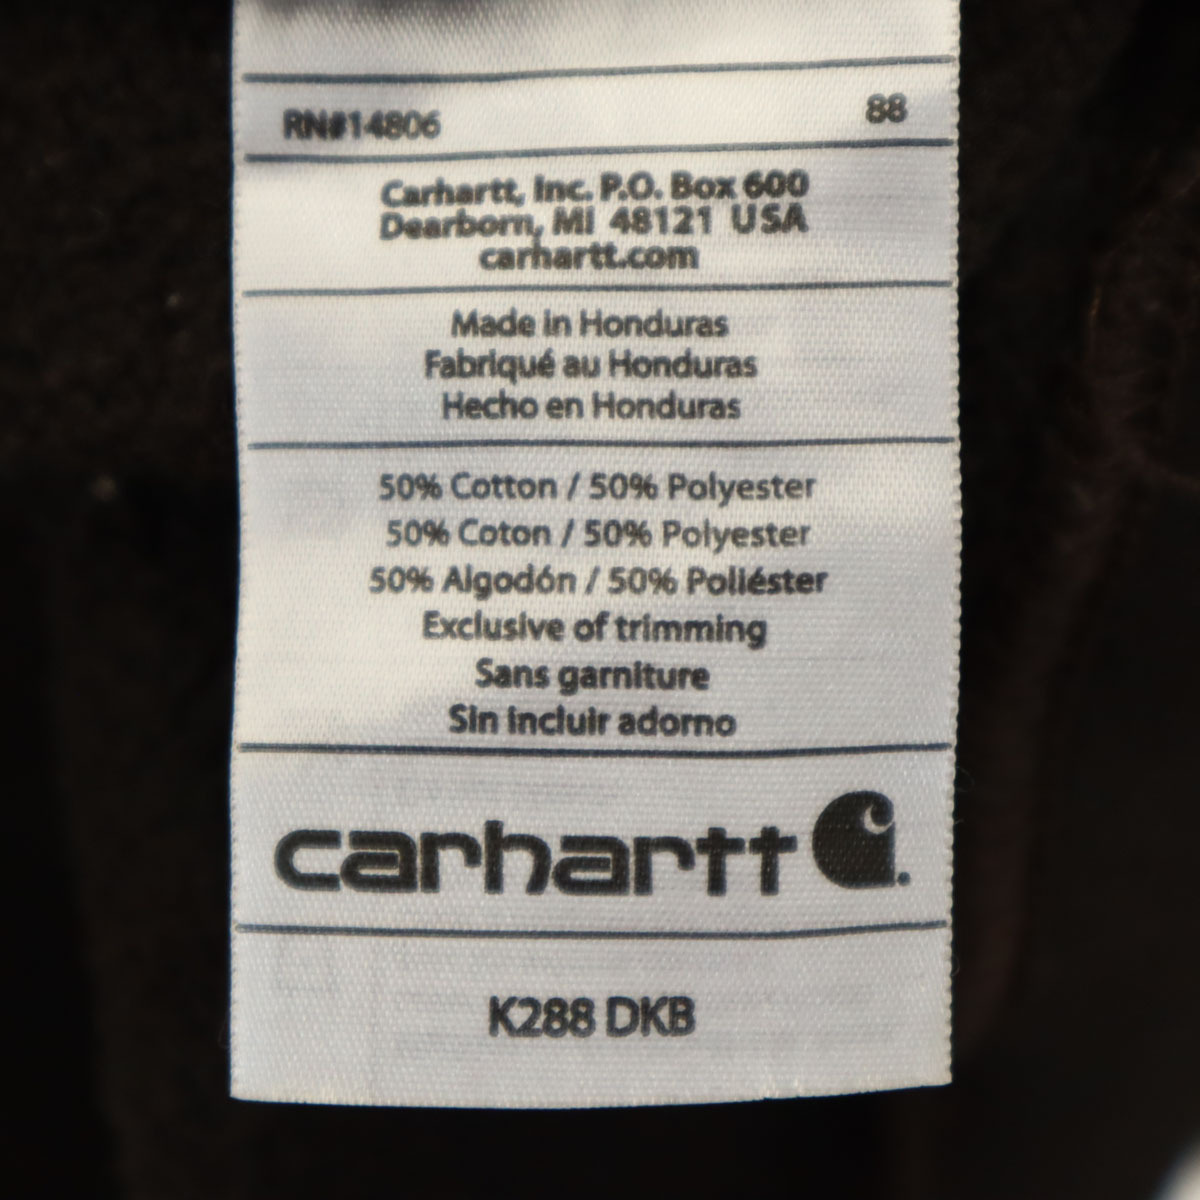 RN#14806 88
Carhartt, Inc. P.O. Box 600
Dearborn, MI 48121 USA
carhartt.com
Made in Honduras
Fabriqué au Honduras
Hecho en Honduras
50% Cotton / 50% Polyester
50% Coton / 50% Polyester
50% Algodón / 50% Poliéster
Exclusive of trimming
Sans garniture
Sin incluir adorno
carhartt
K288 DKB